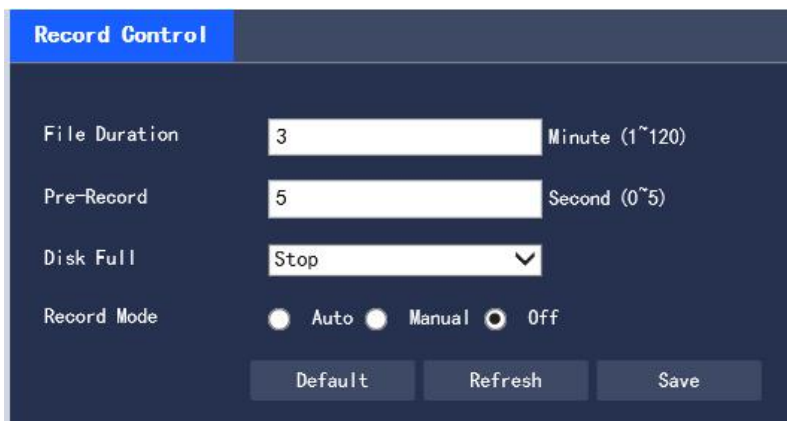 Record Control
File Duration 3 Minute (1~120)
Pre-Record 5 Second (0~5)
Disk Full Stop
Record Mode Auto Manual Off
Default Refresh Save